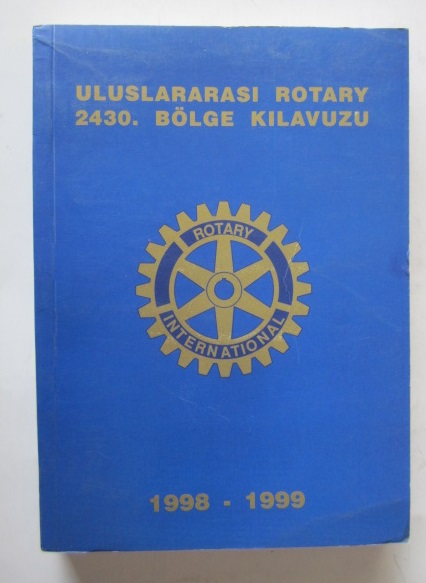 ULUSLARARASI ROTARY
2430. BÖLGE KILAVUZU
ROTARY
INTERNATIONAL
1998 - 1999